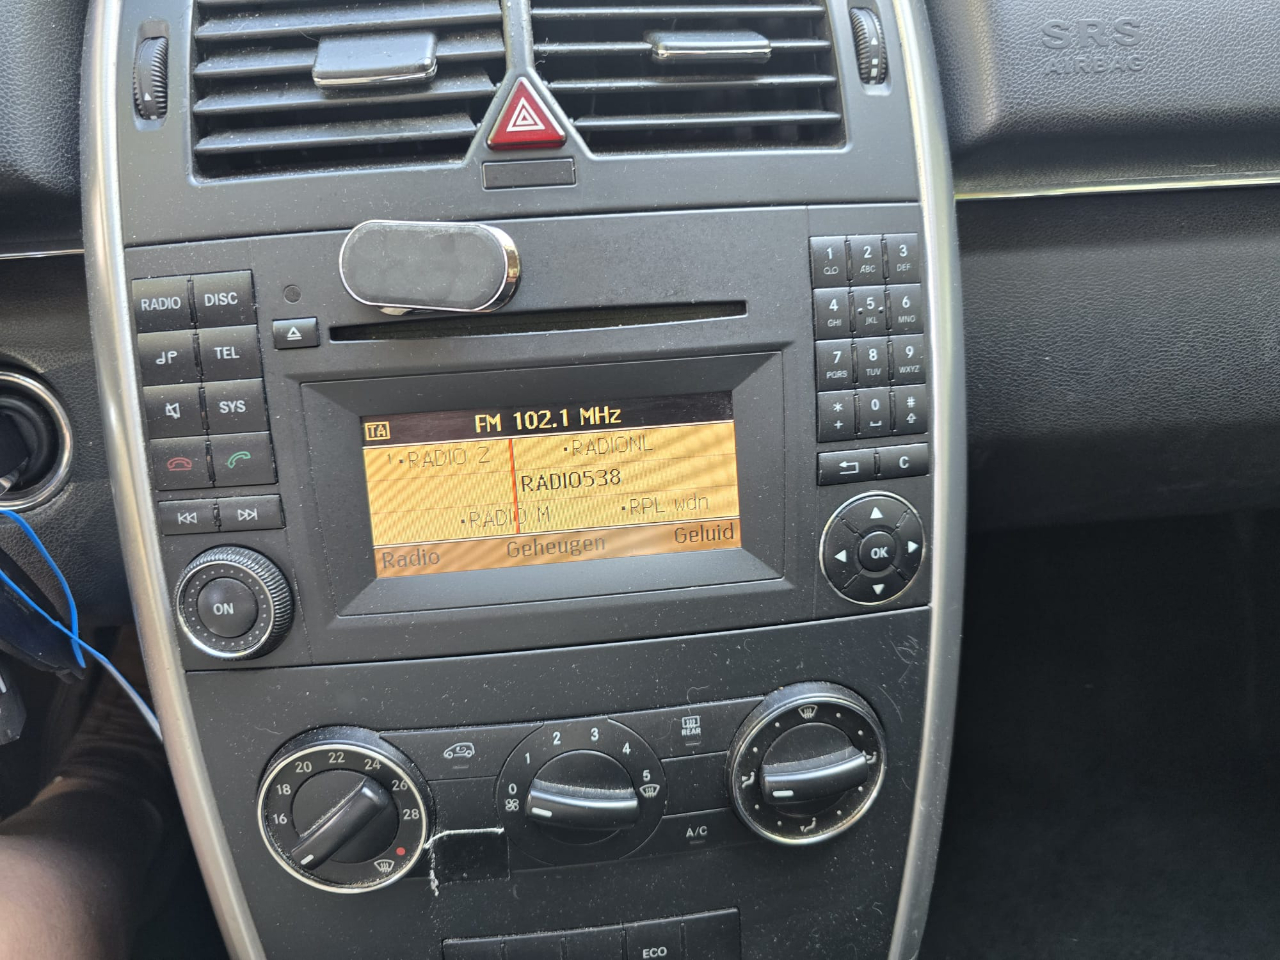 SRS
AIRBAG
RADIO
DISC
TEL
SYS
ON
TA
FM 102.1 MHz
RADIO 2
RADIONL
RADIO538
RADIO M
RPL wdn
Radio
Geheugen
Geluid
1
2 ABC
3 DEF
4 GHI
5 JKL
6 MNO
7 PQRS
8 TUV
9 WXYZ
* +
0
#
C
OK
16 18 20 22 24 26 28
0 1 2 3 4 5
REAR
A/C
ECO